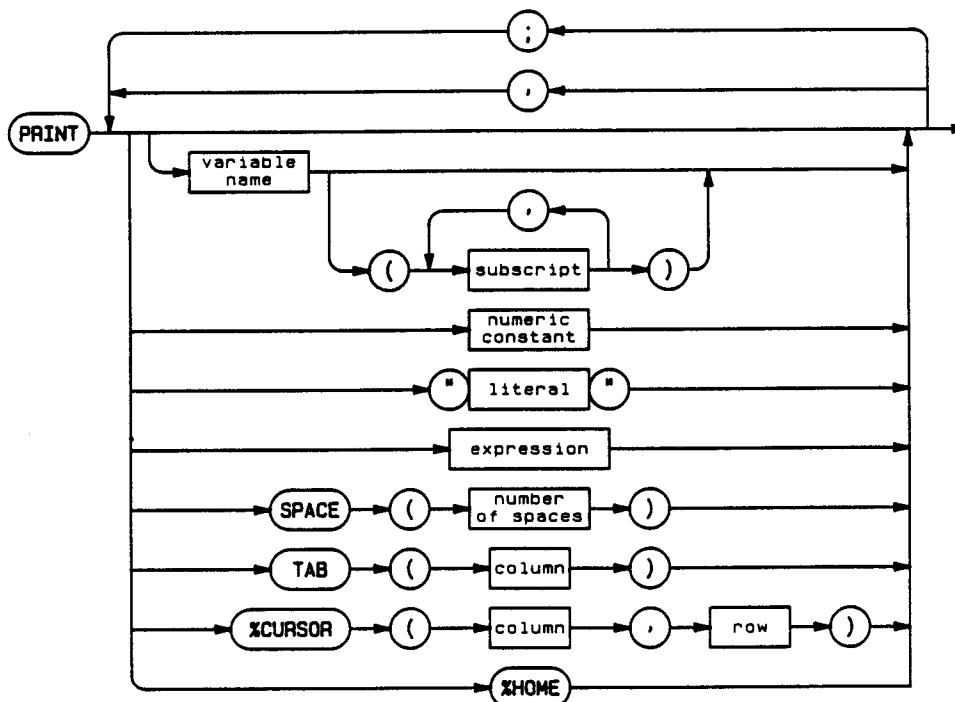 ;
,
PRINT
variable
name
,
( subscript )
numeric
constant
" literal "
expression
SPACE ( number
of spaces )
TAB ( column )
%CURSOR ( column , row )
%HOME